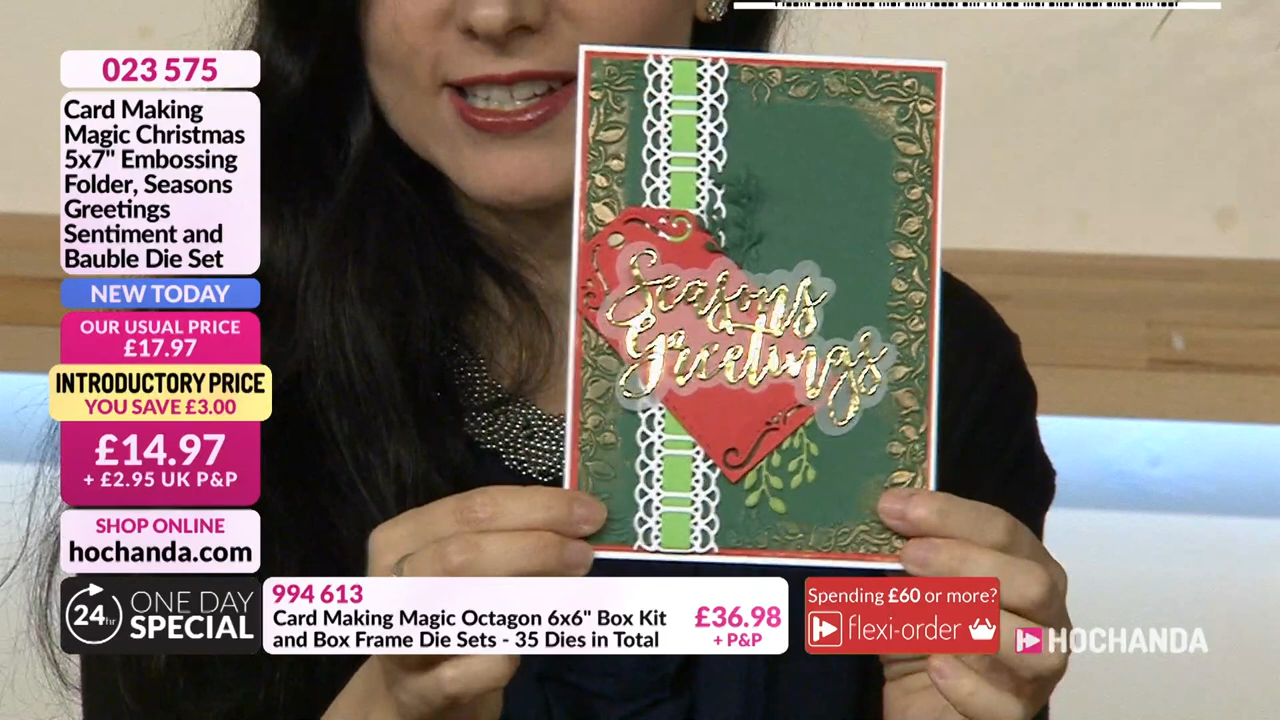 023 575
Card Making
Magic Christmas
5x7" Embossing
Folder, Seasons
Greetings
Sentiment and
Bauble Die Set
NEW TODAY
OUR USUAL PRICE
£17.97
INTRODUCTORY PRICE
YOU SAVE £3.00
£14.97
+ £2.95 UK P&P
SHOP ONLINE
hochanda.com
Seasons
Greetings
24hr ONE DAY
SPECIAL
994 613
Card Making Magic Octagon 6x6" Box Kit
and Box Frame Die Sets - 35 Dies in Total
£36.98
+ P&P
Spending £60 or more?
flexi-order
HOCHANDA